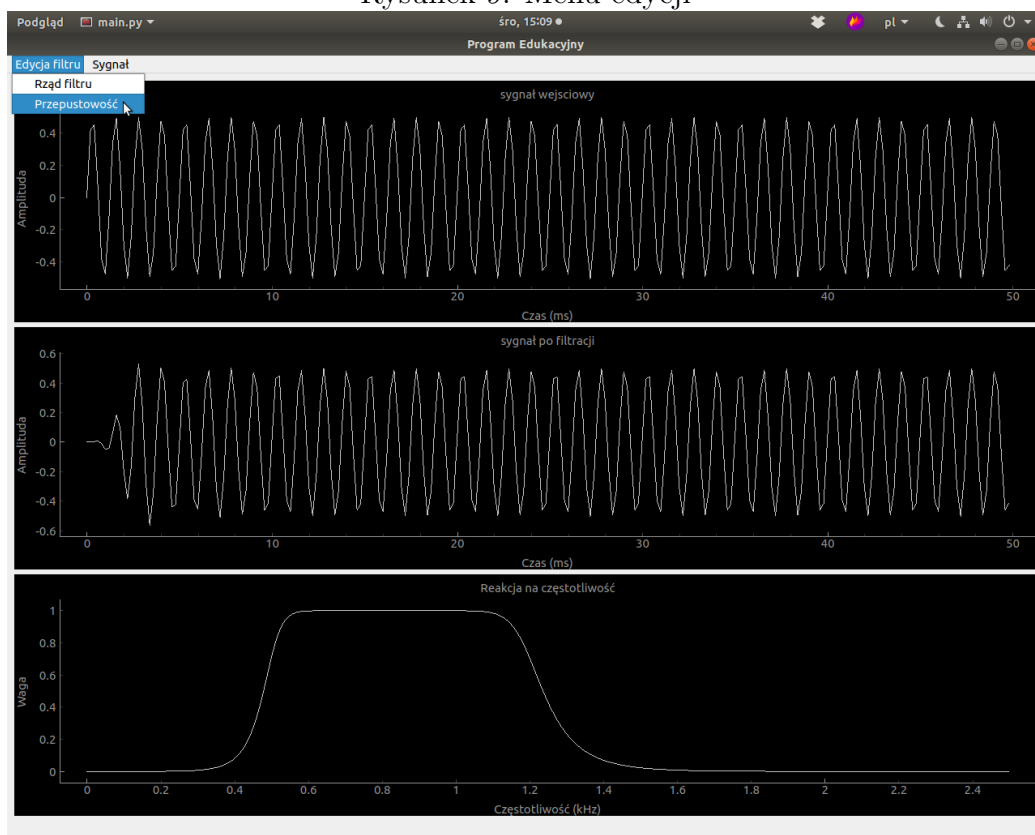 Rysunek 9: Menu edycji
Podgląd main.py śro, 15:09 pl
Program Edukacyjny
Edycja filtru Sygnał
Rząd filtru
Przepustowość
sygnał wejsciowy
0.4
0.2
0
-0.2
-0.4
Amplituda
0 10 20 30 40 50
Czas (ms)
sygnał po filtracji
0.6
0.4
0.2
0
-0.2
-0.4
-0.6
Amplituda
0 10 20 30 40 50
Czas (ms)
Reakcja na częstotliwość
1
0.8
0.6
0.4
0.2
0
Waga
0 0.2 0.4 0.6 0.8 1 1.2 1.4 1.6 1.8 2 2.2 2.4
Częstotliwość (kHz)